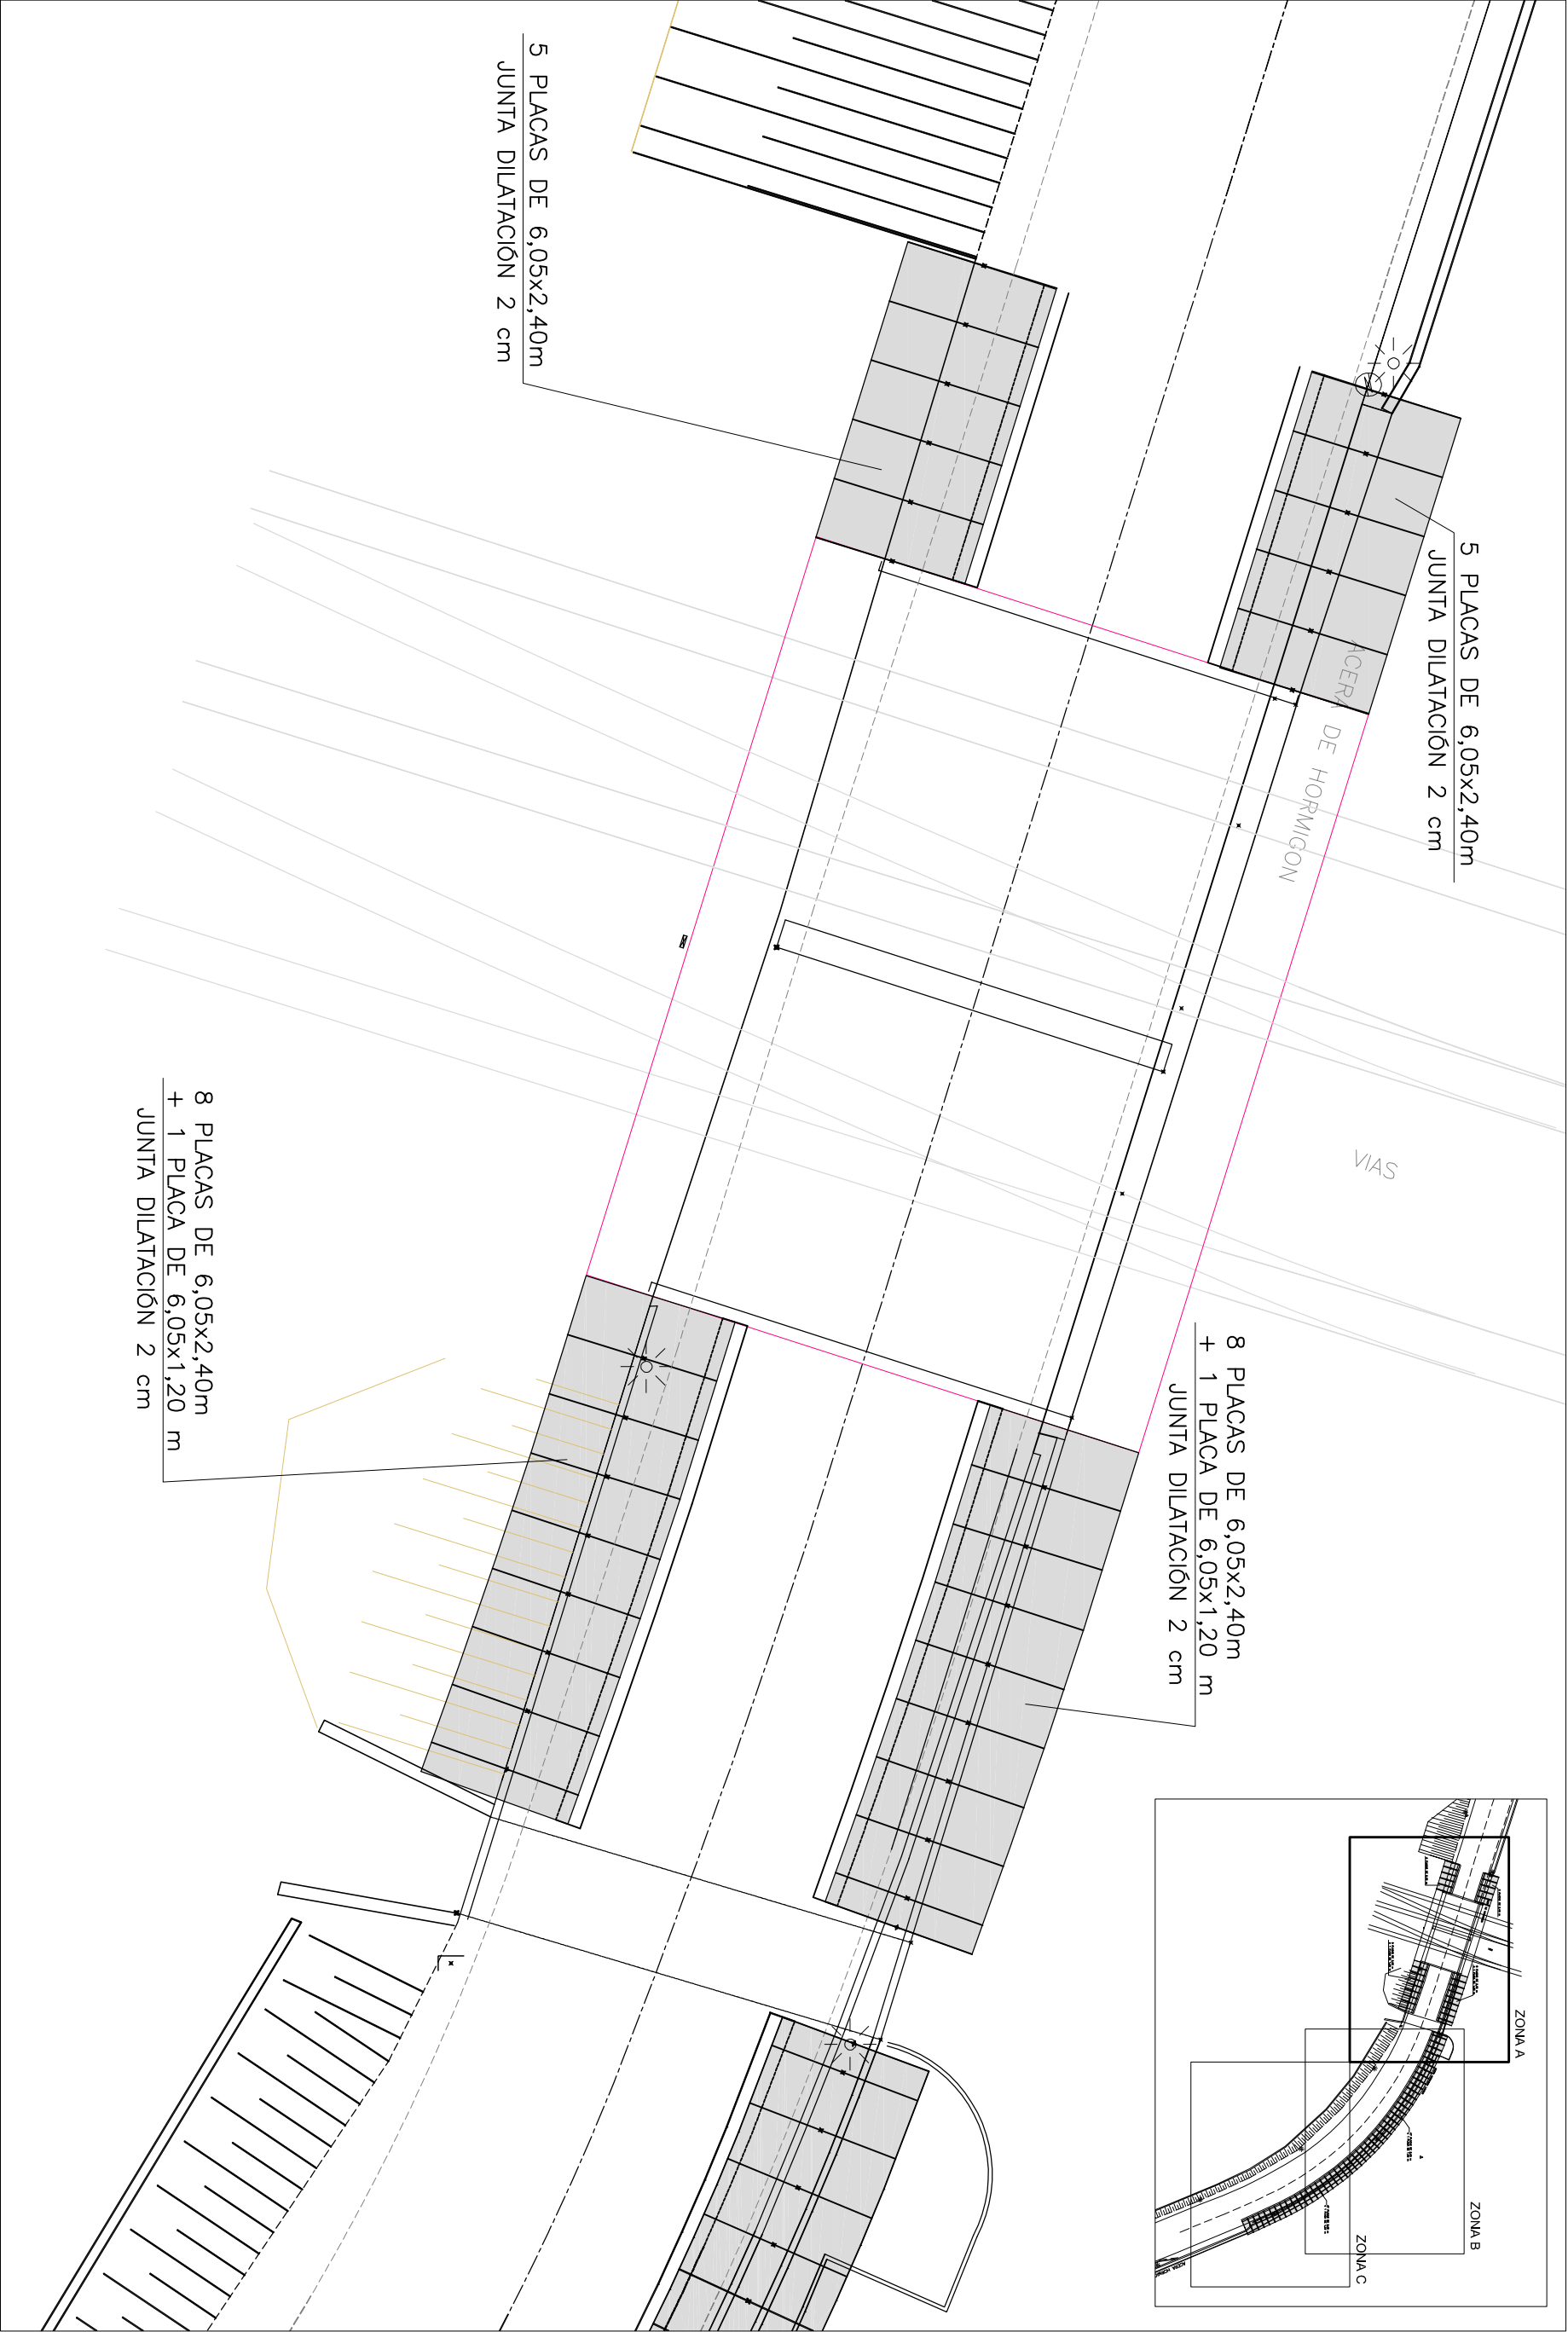 5 PLACAS DE 6,05x2,40m
JUNTA DILATACIÓN 2 cm
5 PLACAS DE 6,05x2,40m
JUNTA DILATACIÓN 2 cm
ACERA DE HORMIGON
VIAS
8 PLACAS DE 6,05x2,40m
+ 1 PLACA DE 6,05x1,20 m
JUNTA DILATACIÓN 2 cm
8 PLACAS DE 6,05x2,40m
+ 1 PLACA DE 6,05x1,20 m
JUNTA DILATACIÓN 2 cm
ZONA A
ZONA B
ZONA C